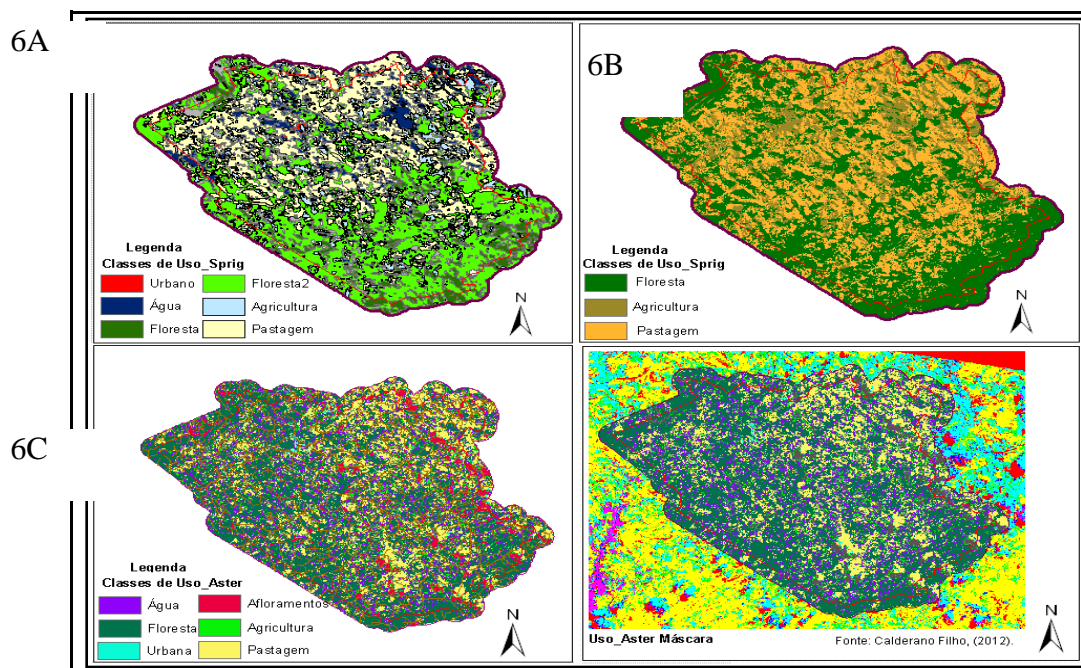 6A
Legenda
Classes de Uso_Sprig
Urbano
Floresta2
Água
Agricultura
Floresta
Pastagem
N
6B
Legenda
Classes de Uso_Sprig
Floresta
Agricultura
Pastagem
N
6C
Legenda
Classes de Uso_Aster
Água
Afloramentos
Floresta
Agricultura
Urbana
Pastagem
N
Uso_Aster Máscara
Fonte: Calderano Filho, (2012).
N